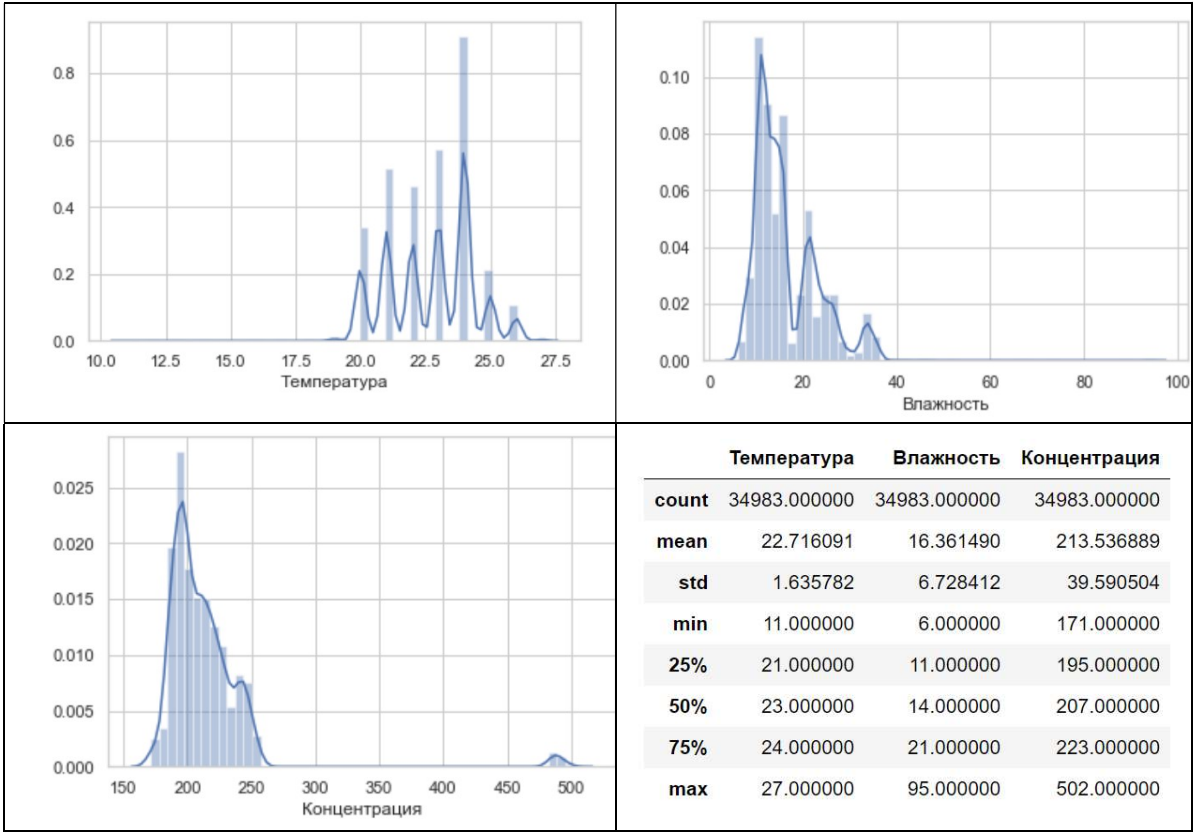 0.8
0.6
0.4
0.2
0.0
10.0 12.5 15.0 17.5 20.0 22.5 25.0 27.5
Температура
0.10
0.08
0.06
0.04
0.02
0.00
0 20 40 60 80 100
Влажность
0.025
0.020
0.015
0.010
0.005
0.000
150 200 250 300 350 400 450 500
Концентрация
Температура Влажность Концентрация
count 34983.000000 34983.000000 34983.000000
mean 22.716091 16.361490 213.536889
std 1.635782 6.728412 39.590504
min 11.000000 6.000000 171.000000
25% 21.000000 11.000000 195.000000
50% 23.000000 14.000000 207.000000
75% 24.000000 21.000000 223.000000
max 27.000000 95.000000 502.000000